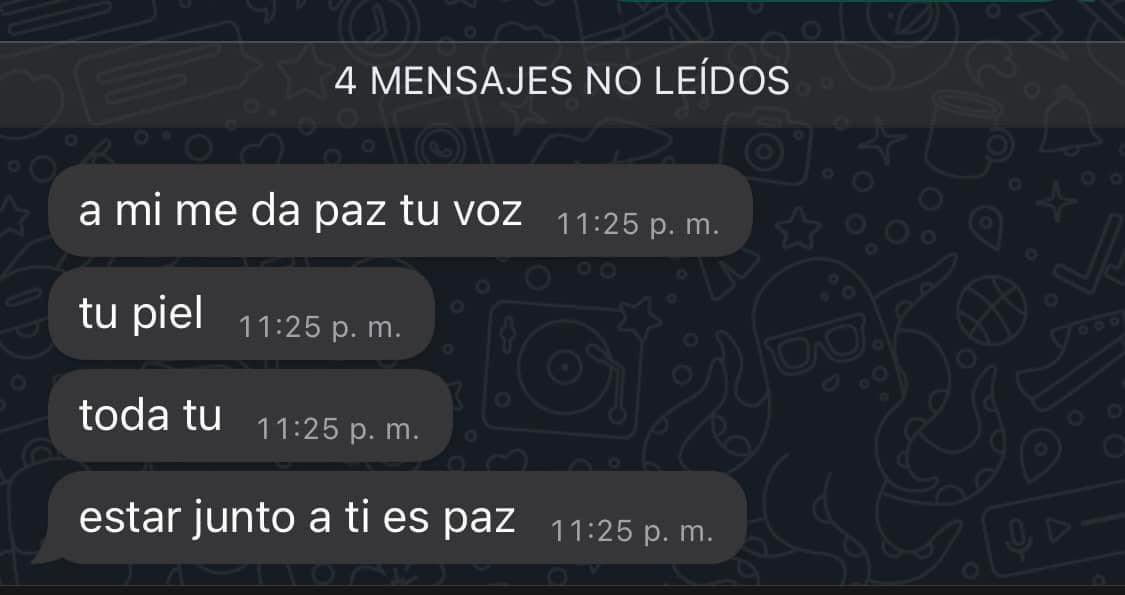 4 MENSAJES NO LEÍDOS
a mi me da paz tu voz 11:25 p. m.
tu piel 11:25 p. m.
toda tu 11:25 p. m.
estar junto a ti es paz 11:25 p. m.